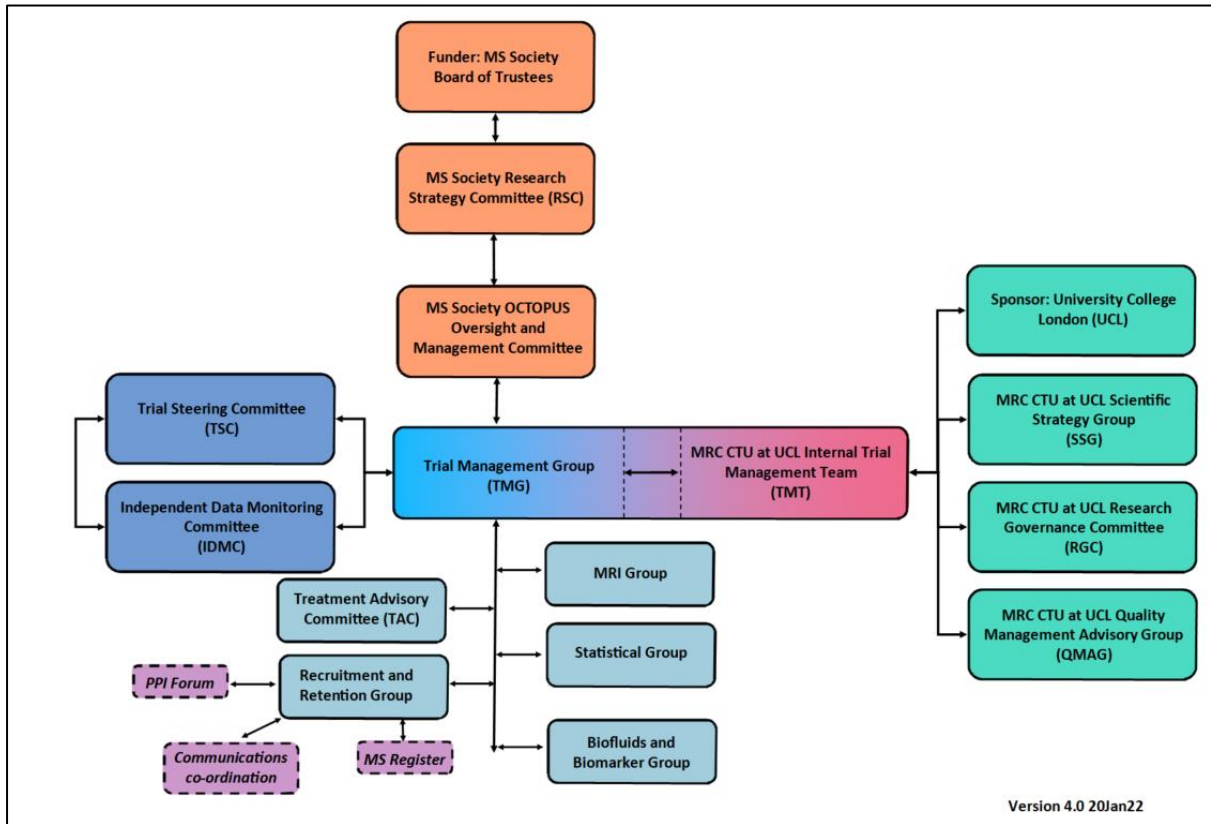 Funder: MS Society
Board of Trustees
MS Society Research
Strategy Committee (RSC)
MS Society OCTOPUS
Oversight and
Management Committee
Trial Steering Committee
(TSC)
Independent Data Monitoring
Committee
(IDMC)
Trial Management Group
(TMG)
MRC CTU at UCL Internal Trial
Management Team
(TMT)
Sponsor: University College
London (UCL)
MRC CTU at UCL Scientific
Strategy Group
(SSG)
MRC CTU at UCL Research
Governance Committee
(RGC)
MRC CTU at UCL Quality
Management Advisory Group
(QMAG)
MRI Group
Treatment Advisory
Committee (TAC)
Statistical Group
Recruitment and
Retention Group
PPI Forum
Communications
co-ordination
MS Register
Biofluids and
Biomarker Group
Version 4.0 20Jan22